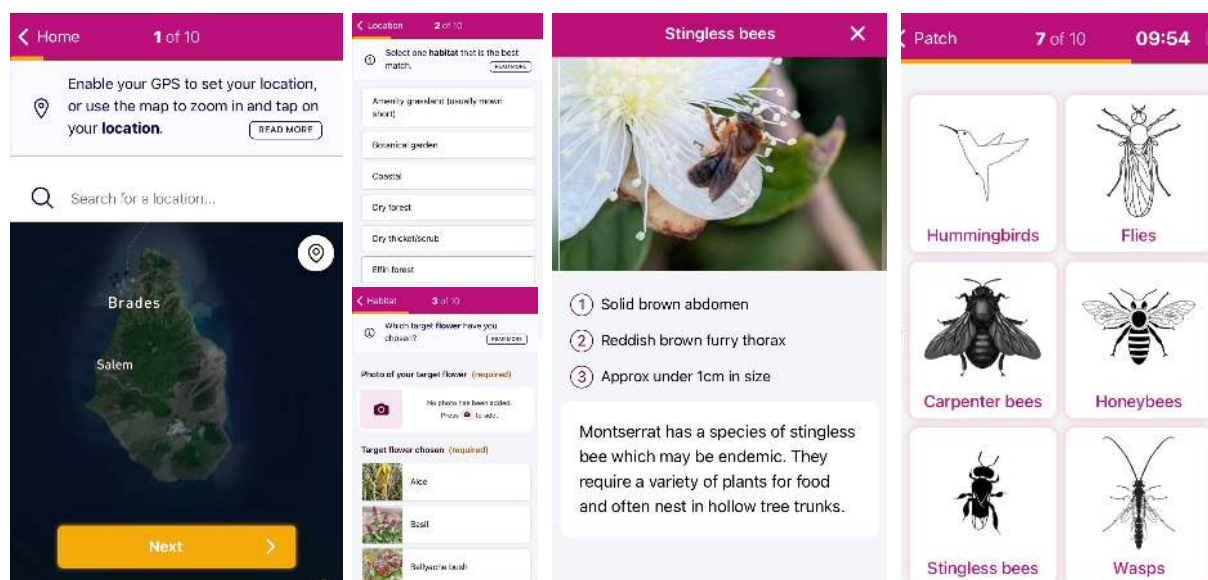 Home
1 of 10
Enable your GPS to set your location,
or use the map to zoom in and tap on
your location.
READ MORE
Search for a location...
Brades
Salem
Next
Location
2 of 10
Select one habitat that is the best
match.
READ MORE
Amenity grassland (usually mown
short)
Botanical garden
Coastal
Dry forest
Dry thicket/scrub
Elfin forest
Habitat
3 of 10
Which target flower have you
chosen?
READ MORE
Photo of your target flower (required)
No photo has been added.
Press to add.
Target flower chosen (required)
Aloe
Basil
Bellyache bush
Stingless bees
1 Solid brown abdomen
2 Reddish brown furry thorax
3 Approx under 1cm in size
Montserrat has a species of stingless
bee which may be endemic. They
require a variety of plants for food
and often nest in hollow tree trunks.
Patch
7 of 10
09:54
Hummingbirds
Flies
Carpenter bees
Honeybees
Stingless bees
Wasps